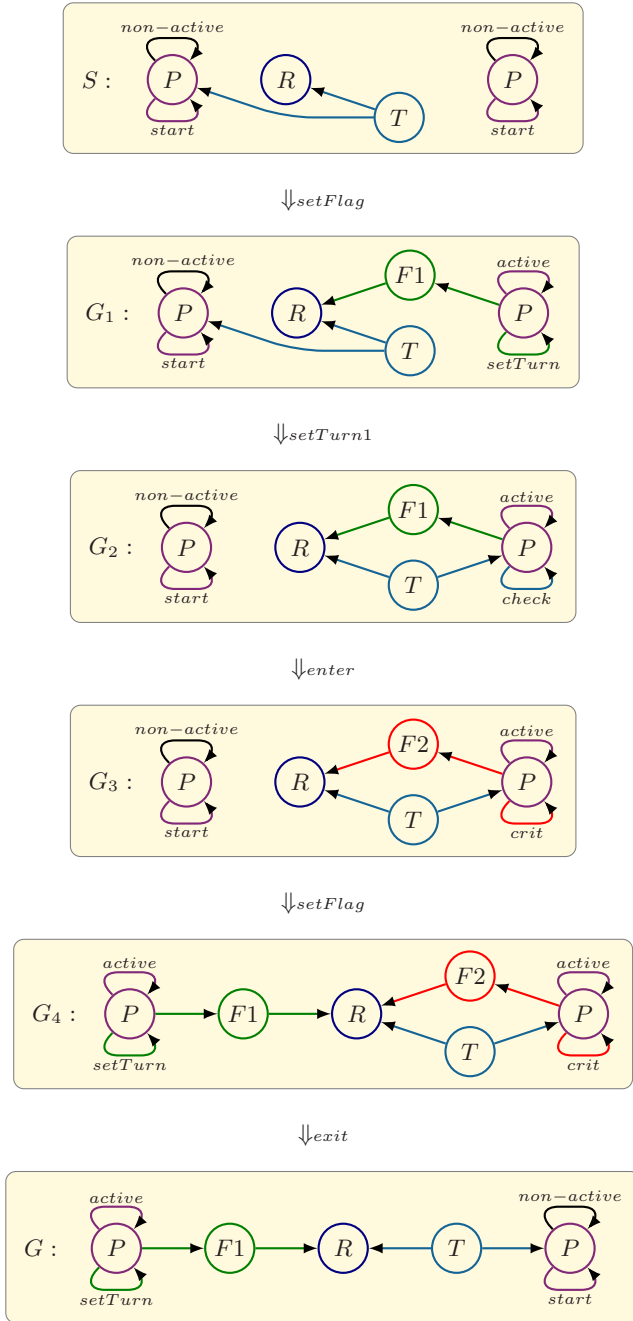 non−active non−active
S : P R P
T
start start
⇓setFlag
non−active F1 active
G1 : P R P
T
start setTurn
⇓setTurn1
non−active F1 active
G2 : P R P
T
start check
⇓enter
non−active F2 active
G3 : P R P
T
start crit
⇓setFlag
active F2 active
G4 : P F1 R P
T
setTurn crit
⇓exit
active non−active
G : P F1 R T P
setTurn start